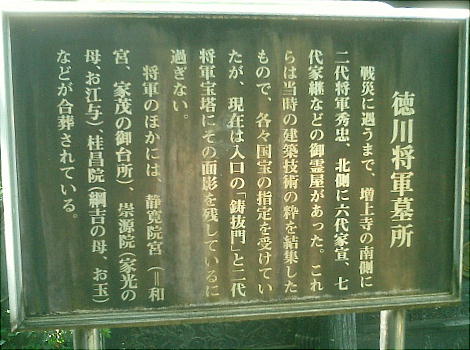 徳川将軍墓所
戦災に遇うまで、増上寺の南側に
二代将軍秀忠、北側に六代家宣、七
代家継などの御霊屋があった。これ
らは当時の建築技術の粋を結集した
もので、各々国宝の指定を受けてい
たが、現在は入口の「鋳抜門」と二代
将軍宝塔にその面影を残しているに
過ぎない。
将軍のほかには、静寛院宮（＝和
宮、家茂の御台所）、崇源院（家光の
母、お江与）、桂昌院（綱吉の母、お玉）
などが合葬されている。